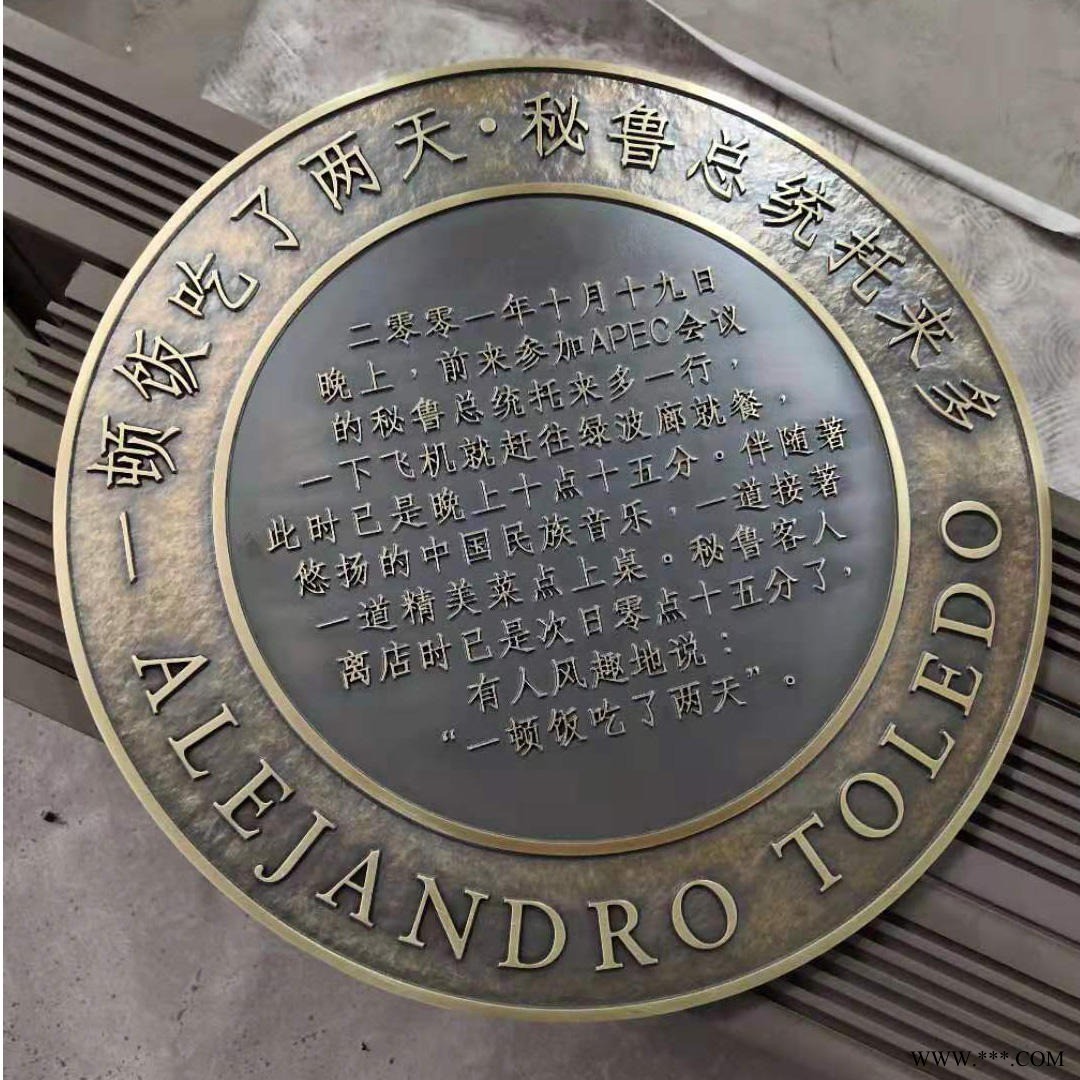 一顿饭吃了两天·秘鲁总统托来多
二零零一年十月十九日
晚上，前来参加APEC会议
的秘鲁总统托来多一行，
一下飞机就赶往绿波廊就餐，
此时已是晚上十点十五分。伴随著
悠扬的中国民族音乐，一道接著
一道精美菜点上桌。秘鲁客人
离店时已是次日零点十五分了，
有人风趣地说：
“一顿饭吃了两天”。
ALEJANDRO TOLEDO
WWW.***.COM